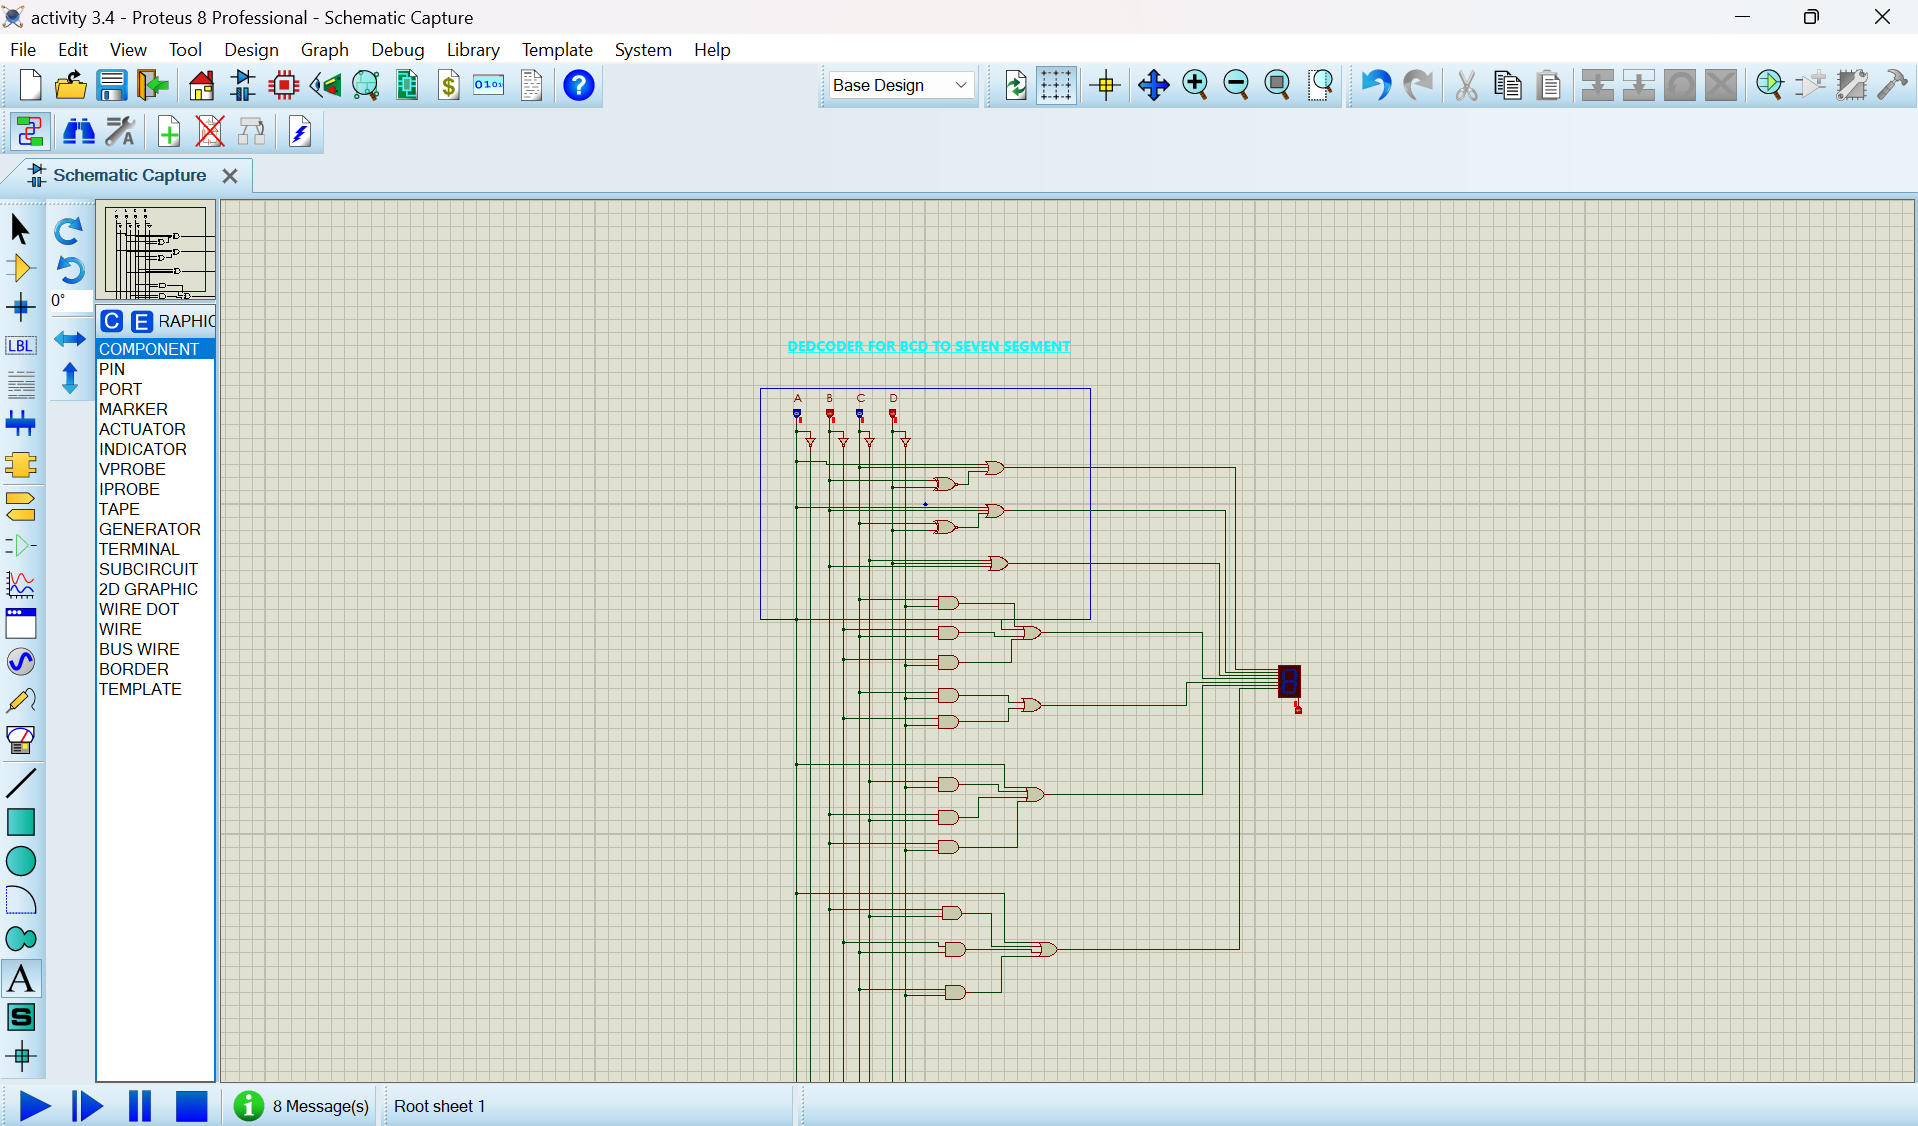 activity 3.4 - Proteus 8 Professional - Schematic Capture
File Edit View Tool Design Graph Debug Library Template System Help
Base Design
Schematic Capture
LBL
0°
C E RAPHIC
COMPONENT
PIN
PORT
MARKER
ACTUATOR
INDICATOR
VPROBE
IPROBE
TAPE
GENERATOR
TERMINAL
SUBCIRCUIT
2D GRAPHIC
WIRE DOT
WIRE
BUS WIRE
BORDER
TEMPLATE
A
S
DEDCODER FOR BCD TO SEVEN SEGMENT
A B C D
8 Message(s)
Root sheet 1